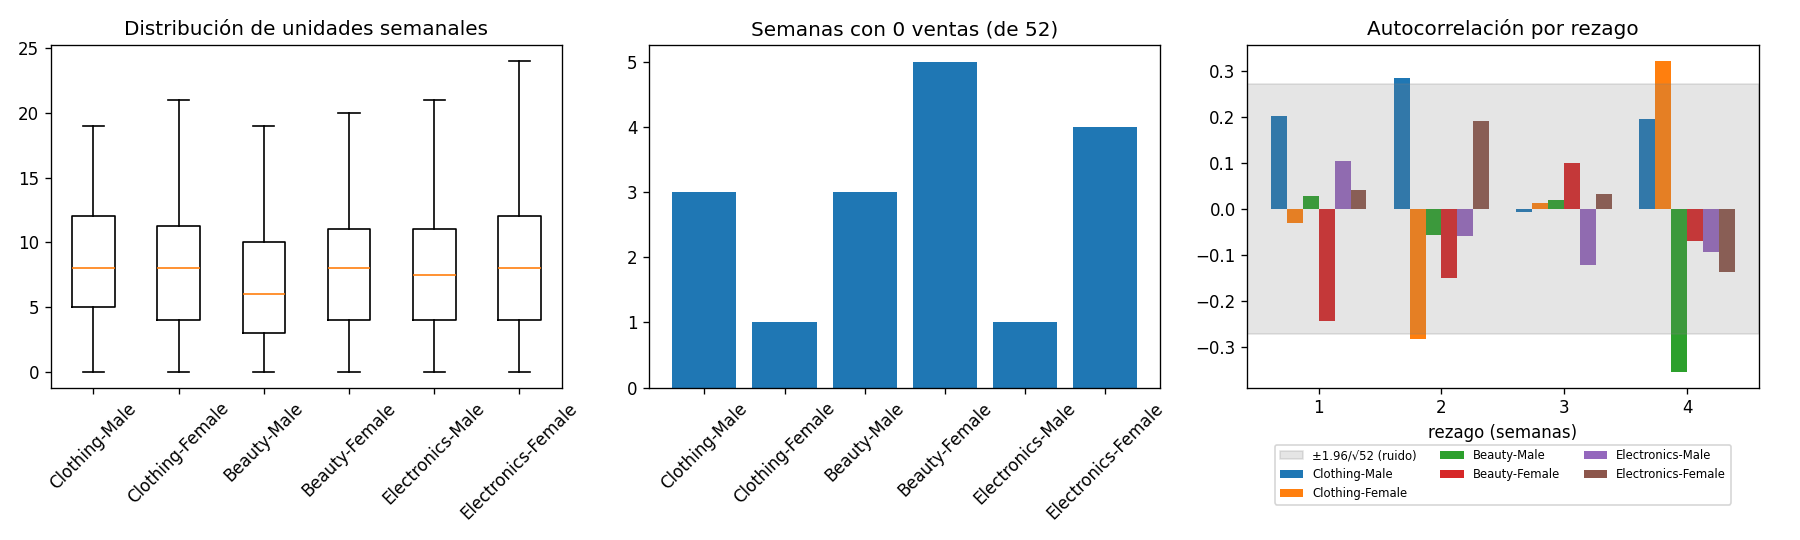 Distribución de unidades semanales
25
20
15
10
5
0
Clothing-Male
Clothing-Female
Beauty-Male
Beauty-Female
Electronics-Male
Electronics-Female
Semanas con 0 ventas (de 52)
5
4
3
2
1
0
Clothing-Male
Clothing-Female
Beauty-Male
Beauty-Female
Electronics-Male
Electronics-Female
Autocorrelación por rezago
0.3
0.2
0.1
0.0
−0.1
−0.2
−0.3
1 2 3 4
rezago (semanas)
±1.96/√52 (ruido)
Clothing-Male
Clothing-Female
Beauty-Male
Beauty-Female
Electronics-Male
Electronics-Female